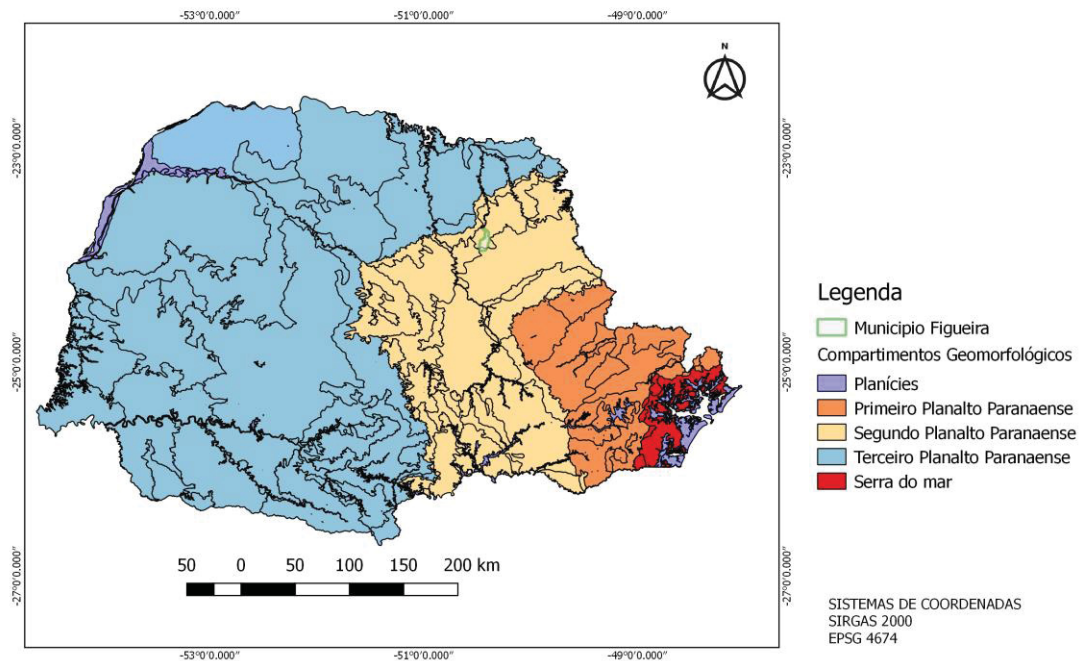 -53°0'0.000" -51°0'0.000" -49°0'0.000"
N
-23°0'0.000" -23°0'0.000"
Legenda
Municipio Figueira
Compartimentos Geomorfológicos
-25°0'0.000" -25°0'0.000"
Planícies
Primeiro Planalto Paranaense
Segundo Planalto Paranaense
Terceiro Planalto Paranaense
Serra do mar
50 0 50 100 150 200 km
-27°0'0.000" -27°0'0.000"
SISTEMAS DE COORDENADAS
SIRGAS 2000
EPSG 4674
-53°0'0.000" -51°0'0.000" -49°0'0.000"